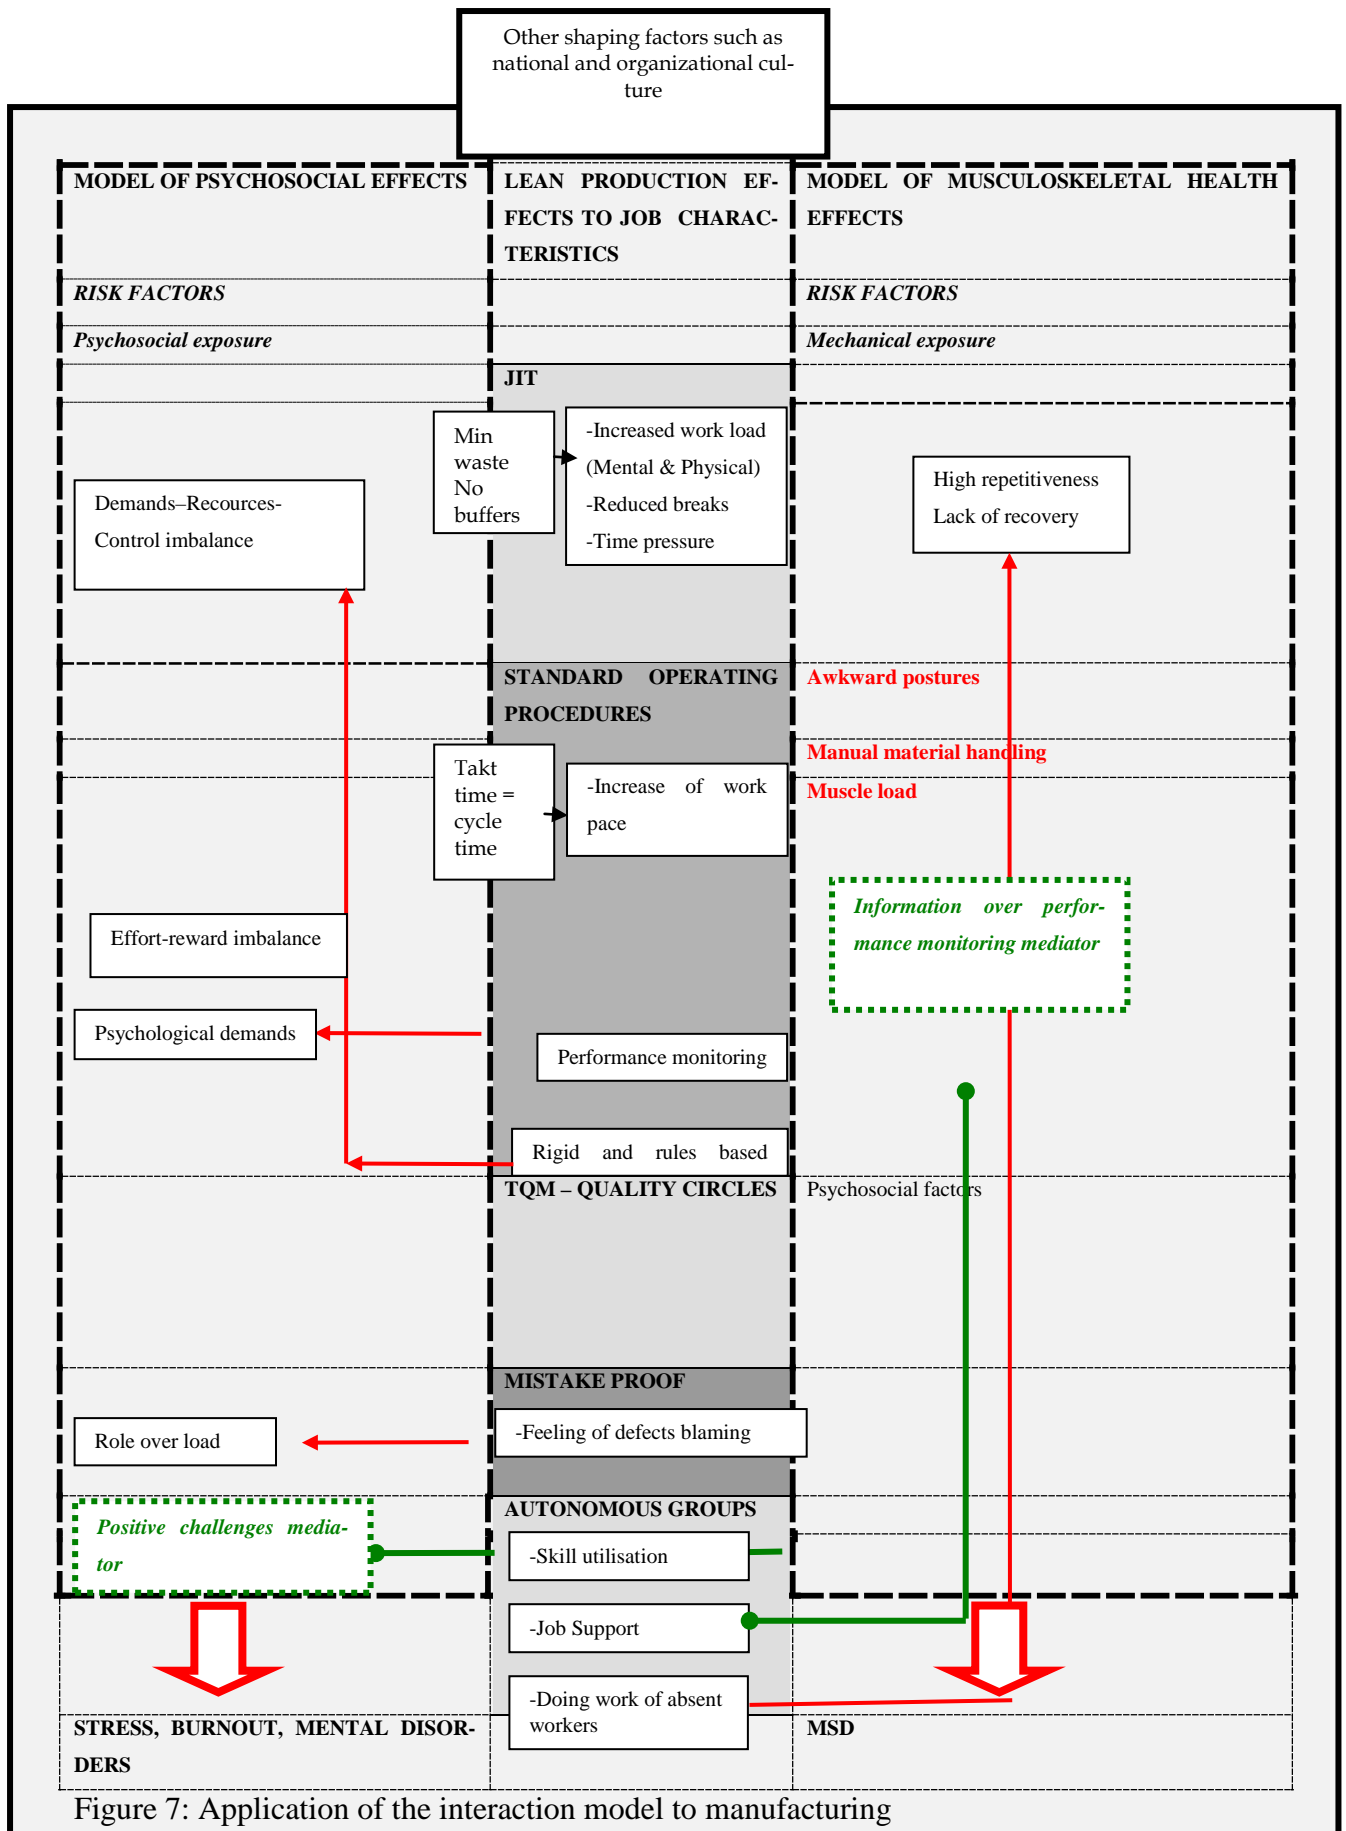 Other shaping factors such as
national and organizational cul-
ture
MODEL OF PSYCHOSOCIAL EFFECTS
LEAN PRODUCTION EF-
FECTS TO JOB CHARAC-
TERISTICS
MODEL OF MUSCULOSKELETAL HEALTH
EFFECTS
RISK FACTORS
RISK FACTORS
Psychosocial exposure
Mechanical exposure
JIT
Min
waste
No
buffers
-Increased work load
(Mental & Physical)
-Reduced breaks
-Time pressure
High repetitiveness
Lack of recovery
Demands–Recources-
Control imbalance
STANDARD OPERATING
PROCEDURES
Awkward postures
Manual material handling
Muscle load
Takt
time =
cycle
time
-Increase of work
pace
Information over perfor-
mance monitoring mediator
Effort-reward imbalance
Psychological demands
Performance monitoring
Rigid and rules based
TQM – QUALITY CIRCLES
Psychosocial factors
MISTAKE PROOF
Role over load
-Feeling of defects blaming
AUTONOMOUS GROUPS
Positive challenges media-
tor
-Skill utilisation
-Job Support
-Doing work of absent
workers
STRESS, BURNOUT, MENTAL DISOR-
DERS
MSD
Figure 7: Application of the interaction model to manufacturing